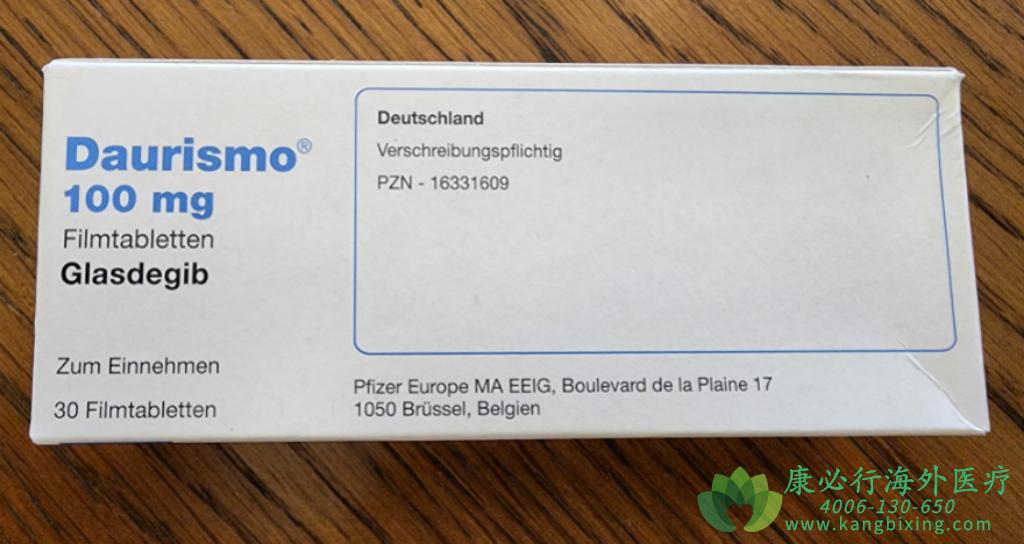 Daurismo®
100 mg
Filmtabletten
Glasdegib
Zum Einnehmen
30 Filmtabletten
Deutschland
Verschreibungspflichtig
PZN - 16331609
Pfizer Europe MA EEIG, Boulevard de la Plaine 17
1050 Brüssel, Belgien
康必行海外医疗
4006-130-650
www.kangbixing.com